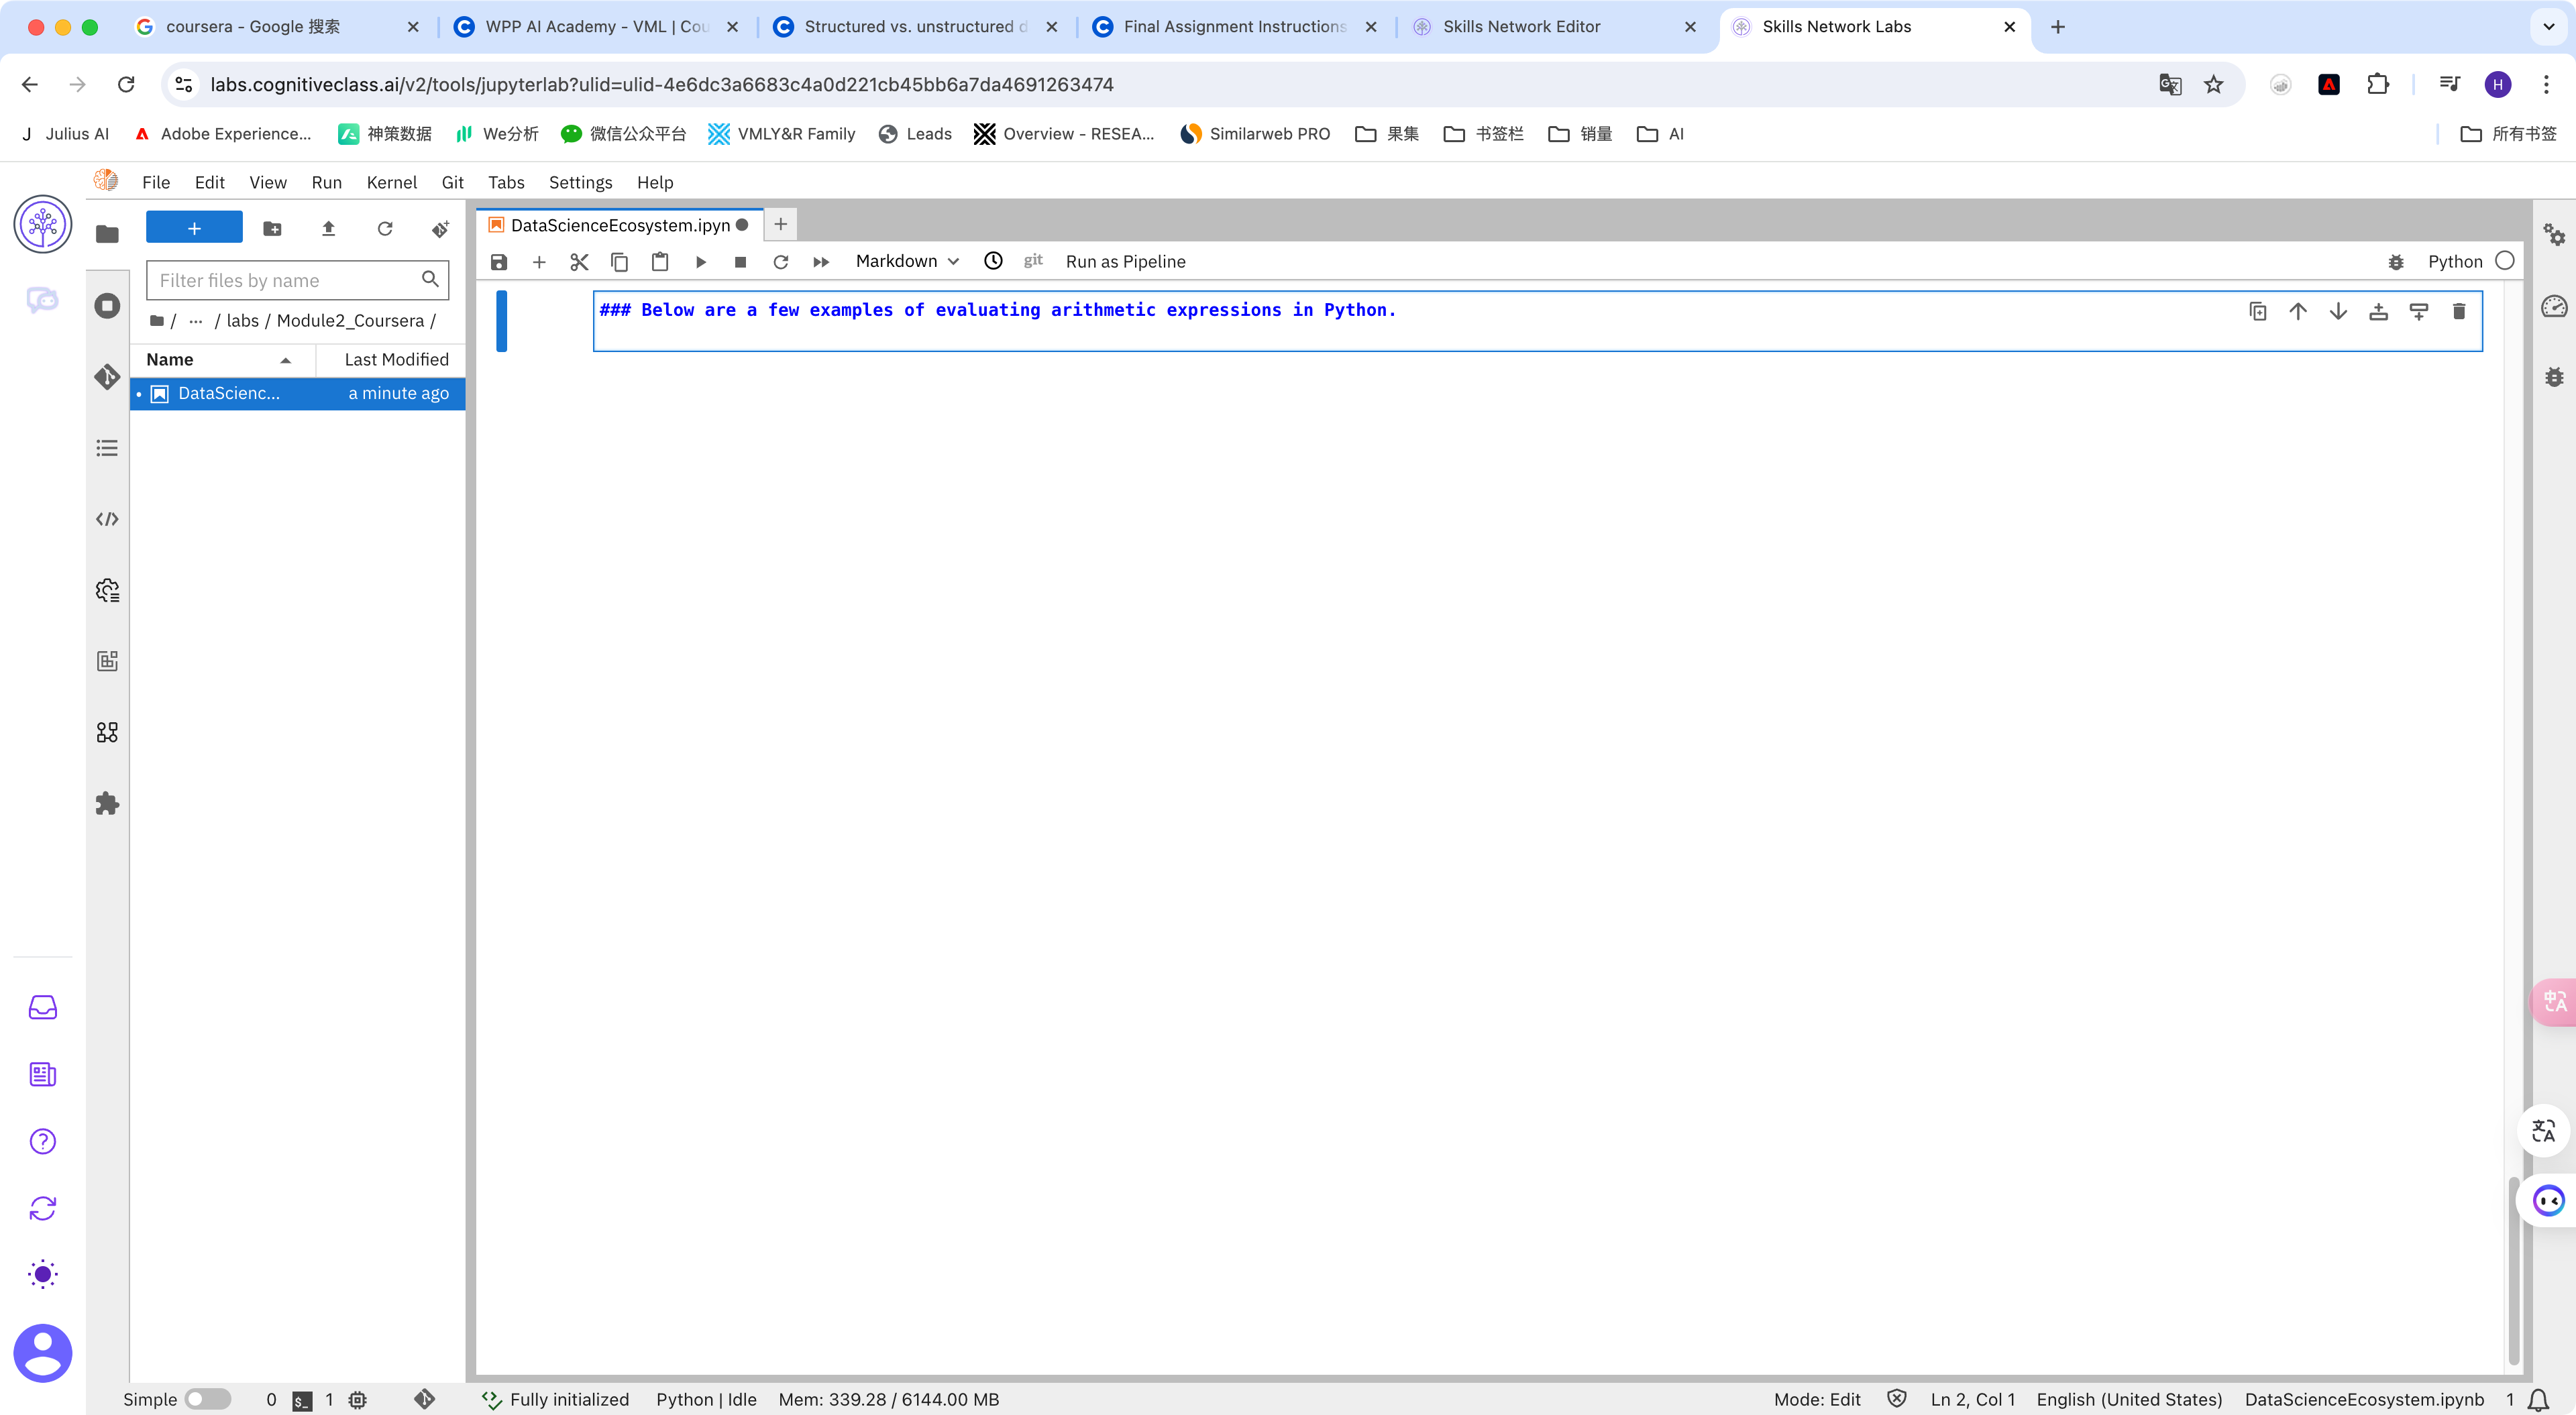 coursera - Google 搜索
WPP AI Academy - VML | Cou
Structured vs. unstructured d
Final Assignment Instructions
Skills Network Editor
Skills Network Labs
labs.cognitiveclass.ai/v2/tools/jupyterlab?ulid=ulid-4e6dc3a6683c4a0d221cb45bb6a7da4691263474
H
J Julius AI
Adobe Experience...
神策数据
We分析
微信公众平台
VMLY&R Family
Leads
Overview - RESEA...
Similarweb PRO
果集
书签栏
销量
AI
所有书签
File Edit View Run Kernel Git Tabs Settings Help
DataScienceEcosystem.ipyn
Markdown
git
Run as Pipeline
Python
Filter files by name
/ ... / labs / Module2_Coursera /
Name Last Modified
DataScienc... a minute ago
### Below are a few examples of evaluating arithmetic expressions in Python.
中A
文A
Simple
0 $_ 1
Fully initialized
Python | Idle
Mem: 339.28 / 6144.00 MB
Mode: Edit
Ln 2, Col 1
English (United States)
DataScienceEcosystem.ipynb
1